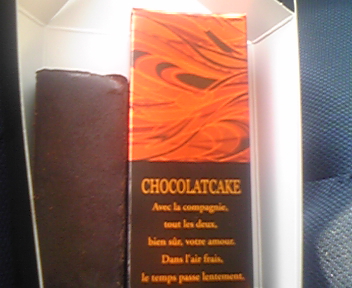 CHOCOLATCAKE
Avec la compagnie,
tout les deux,
bien sûr, votre amour.
Dans l'air frais,
le temps passe lentement.